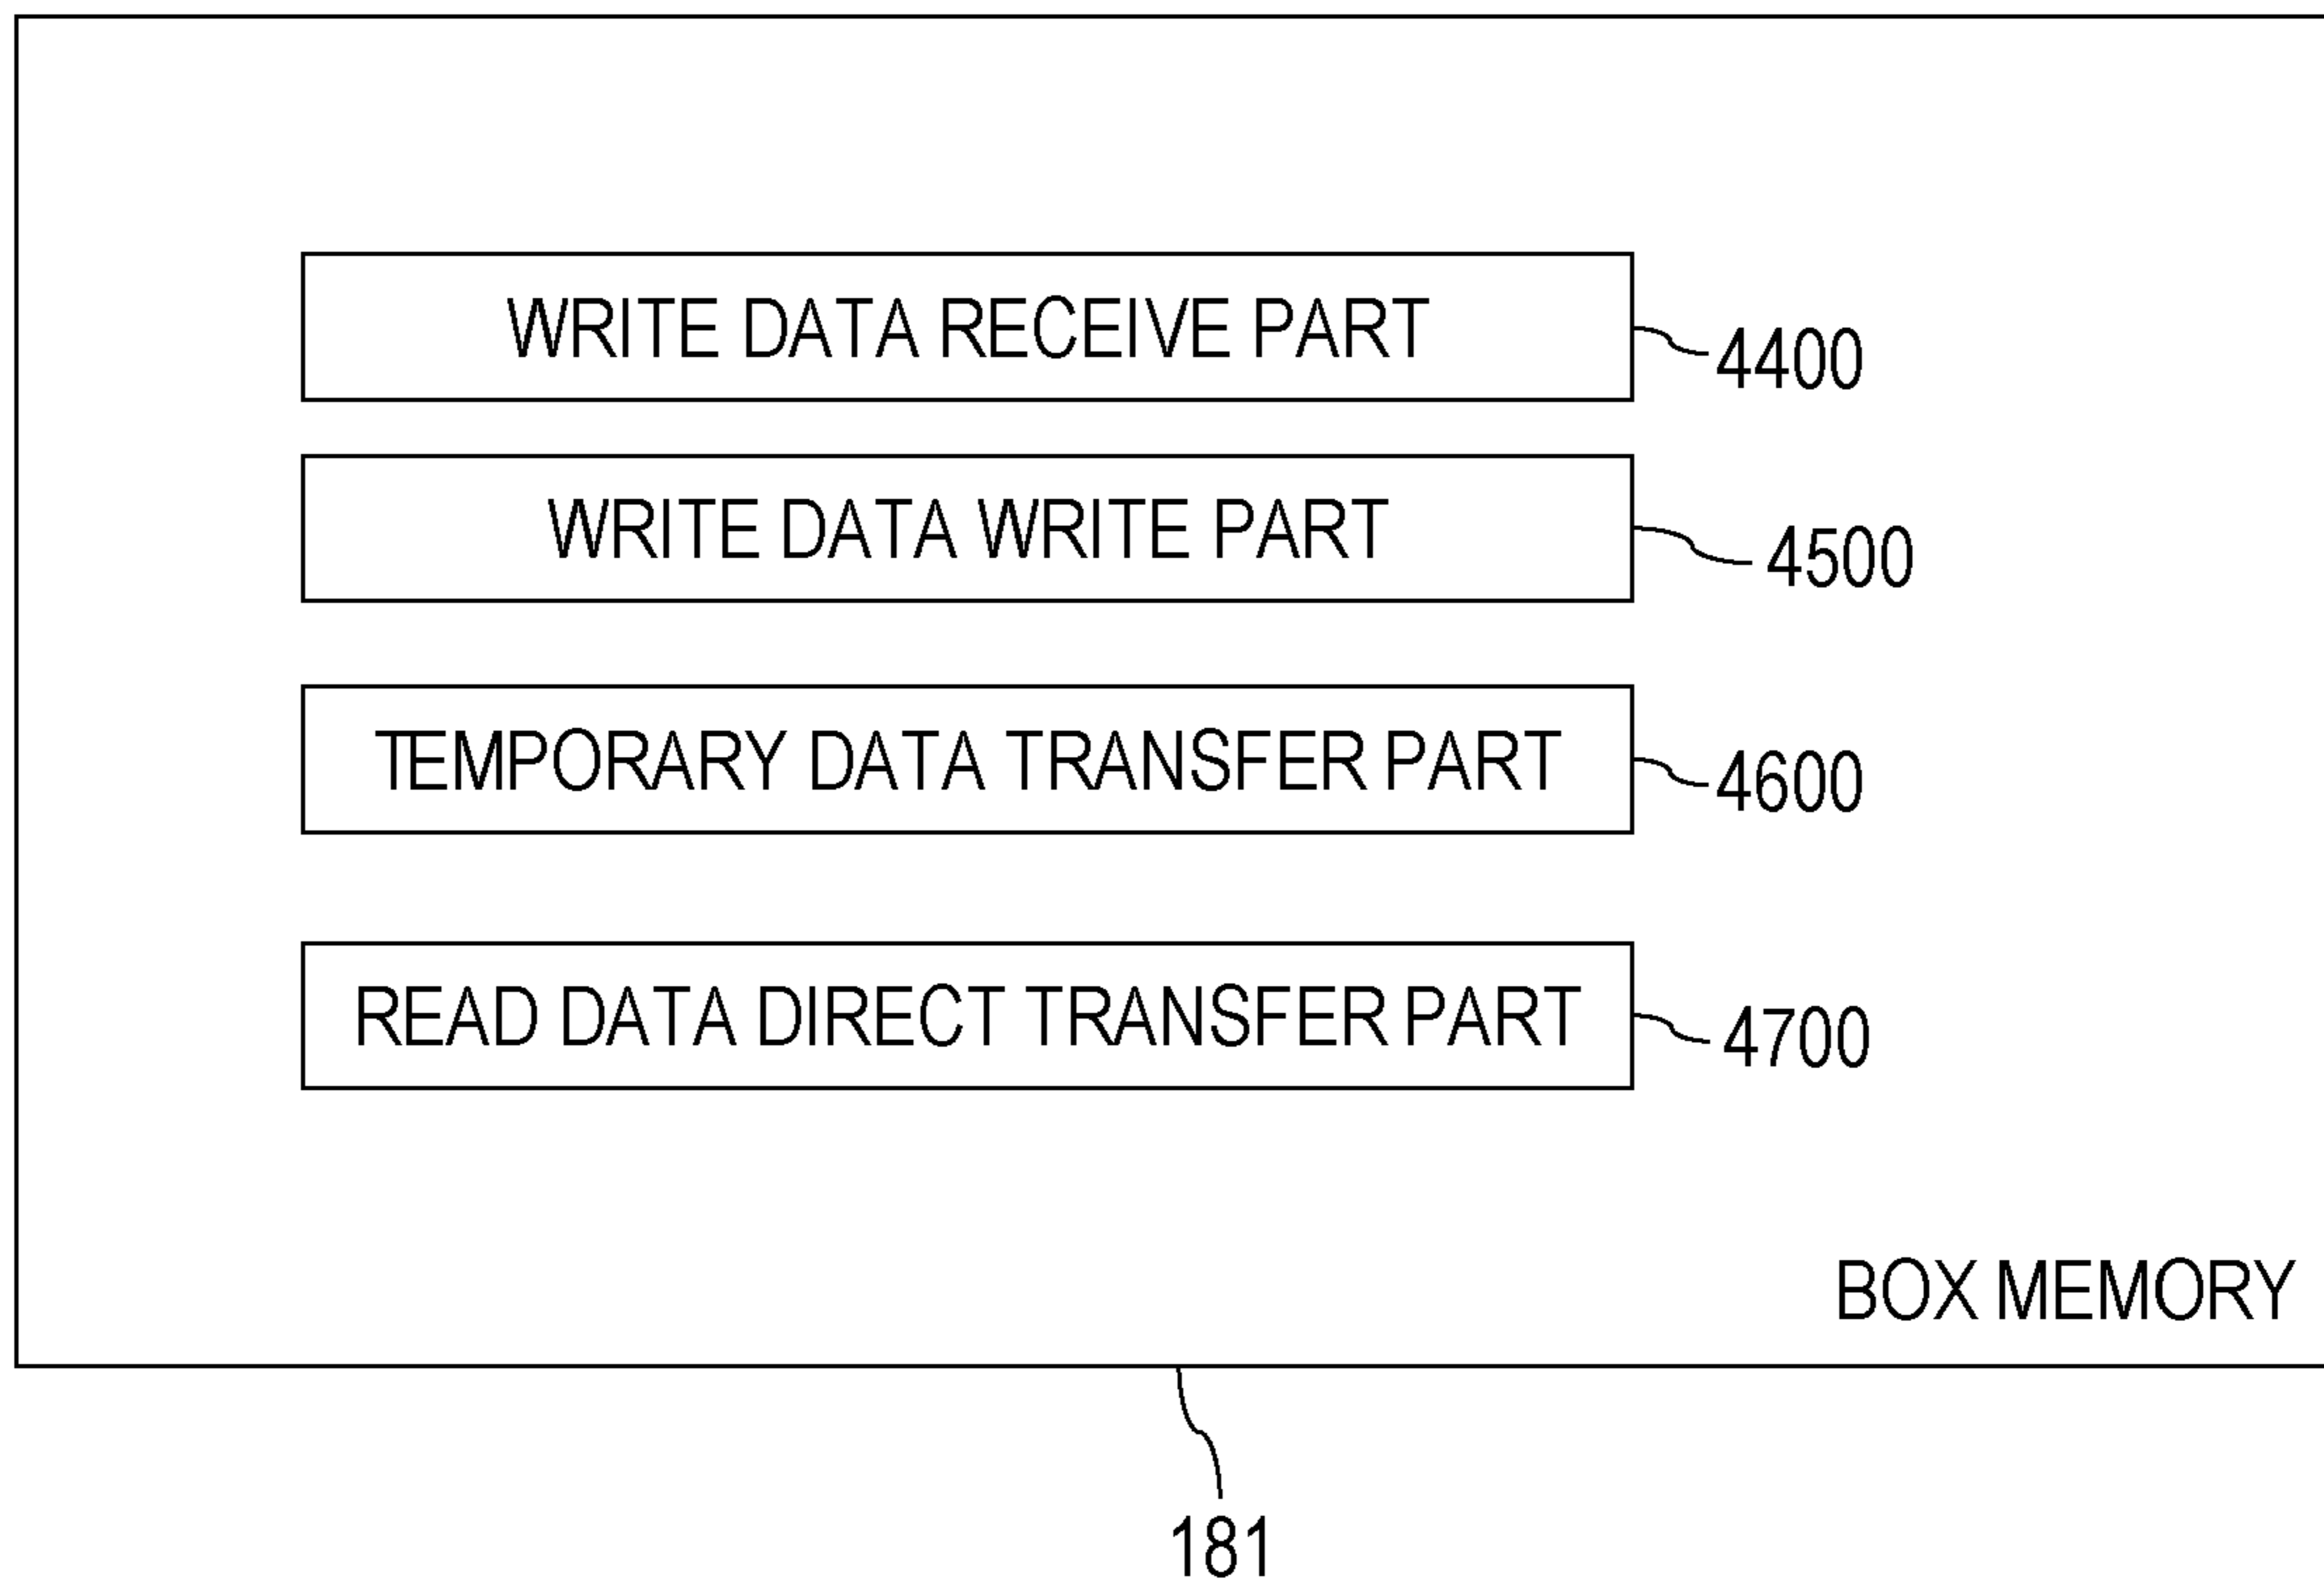 WRITE DATA RECEIVE PART
4400
WRITE DATA WRITE PART
4500
TEMPORARY DATA TRANSFER PART
4600
READ DATA DIRECT TRANSFER PART
4700
BOX MEMORY
181